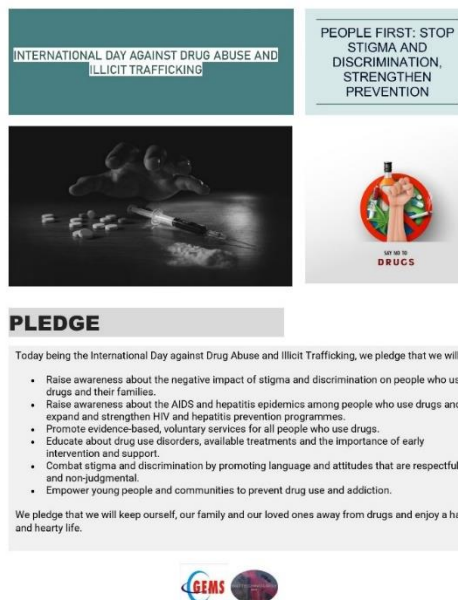 INTERNATIONAL DAY AGAINST DRUG ABUSE AND
ILLICIT TRAFFICKING
PEOPLE FIRST: STOP
STIGMA AND
DISCRIMINATION,
STRENGTHEN
PREVENTION
SAY NO TO
DRUGS
PLEDGE
Today being the International Day against Drug Abuse and Illicit Trafficking, we pledge that we will
• Raise awareness about the negative impact of stigma and discrimination on people who us
drugs and their families.
• Raise awareness about the AIDS and hepatitis epidemics among people who use drugs and
expand and strengthen HIV and hepatitis prevention programmes.
• Promote evidence-based, voluntary services for all people who use drugs.
• Educate about drug use disorders, available treatments and the importance of early
intervention and support.
• Combat stigma and discrimination by promoting language and attitudes that are respectful
and non-judgmental.
• Empower young people and communities to prevent drug use and addiction.
We pledge that we will keep ourself, our family and our loved ones away from drugs and enjoy a ha
and hearty life.
GEMS